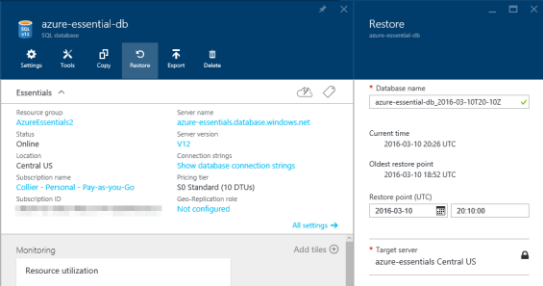 azure-essential-db
SQL database
SQL
v12
Settings
Tools
Copy
Restore
Export
Delete
Essentials
Resource group
AzureEssentials2
Status
Online
Location
Central US
Subscription name
Collier - Personal - Pay-as-you-Go
Subscription ID
Server name
azure-essentials.database.windows.net
Server version
V12
Connection strings
Show database connection strings
Pricing tier
S0 Standard (10 DTUs)
Geo-Replication role
Not configured
All settings →
Monitoring
Add tiles
Resource utilization
Restore
azure-essential-db
* Database name
azure-essential-db_2016-03-10T20-10Z
Current time
2016-03-10 20:26 UTC
Oldest restore point
2016-03-10 18:52 UTC
Restore point (UTC)
2016-03-10
20:10:00
* Target server
azure-essentials Central US